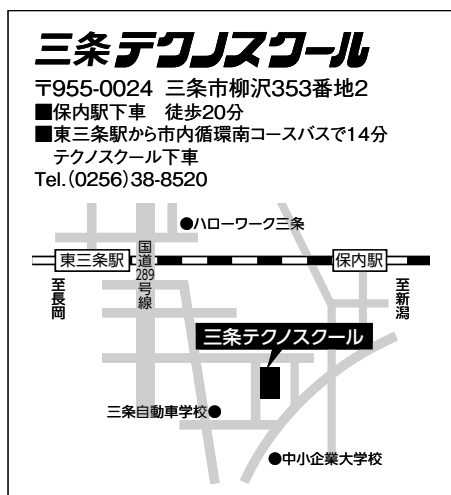 三条テクノスクール
〒955-0024 三条市柳沢353番地2
■保内駅下車 徒歩20分
■東三条駅から市内循環南コースバスで14分
テクノスクール下車
Tel.(0256)38-8520
●ハローワーク三条
東三条駅
国道289号線
保内駅
至長岡
至新潟
三条テクノスクール
三条自動車学校●
●中小企業大学校